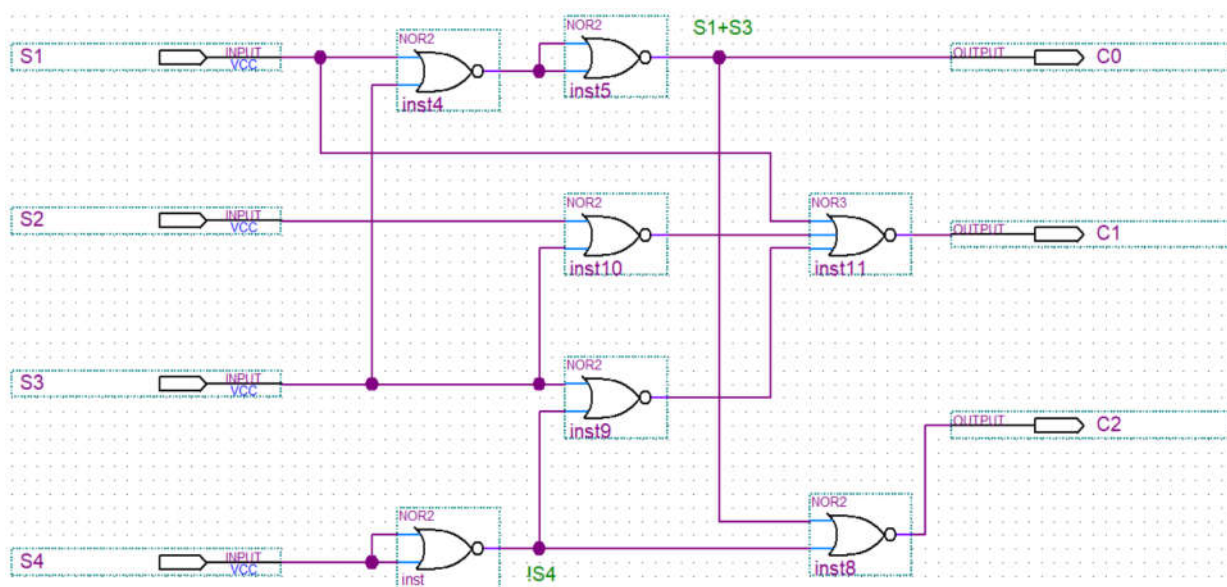 S1+S3
NOR2
NOR2
S1
INPUT
VCC
OUTPUT
C0
inst4
inst5
NOR2
NOR3
S2
INPUT
VCC
OUTPUT
C1
inst10
inst11
NOR2
S3
INPUT
VCC
inst9
OUTPUT
C2
NOR2
NOR2
S4
INPUT
VCC
inst
!S4
inst8